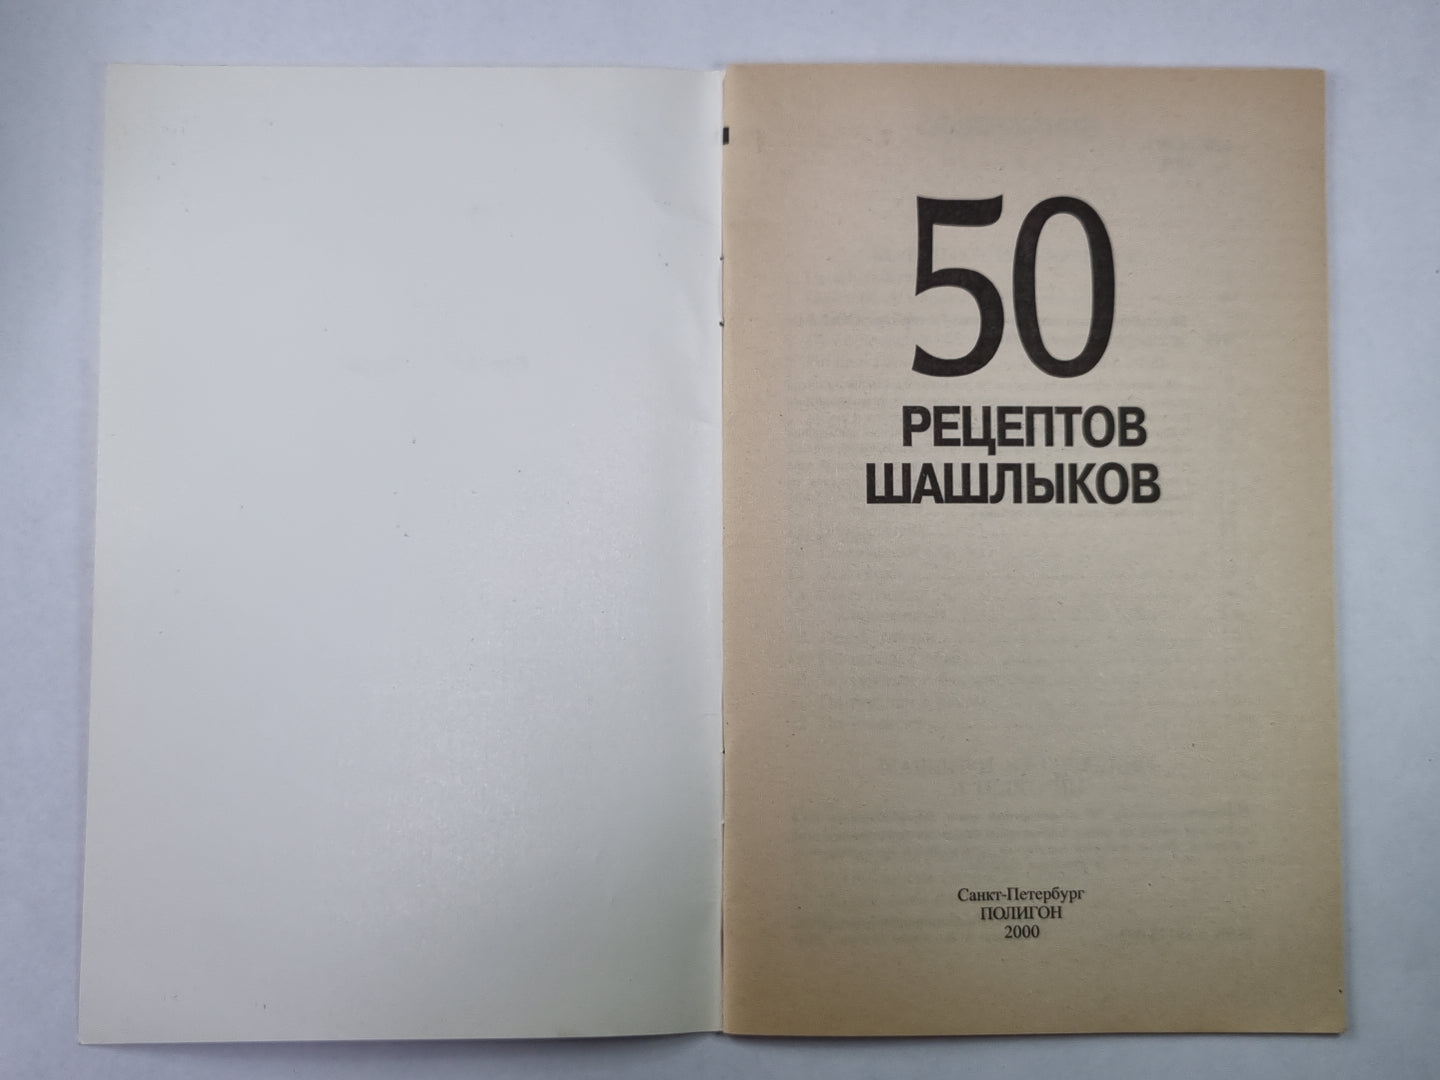 50
РЕЦЕПТОВ
ШАШЛЫКОВ
Санкт-Петербург
ПОЛИГОН
2000